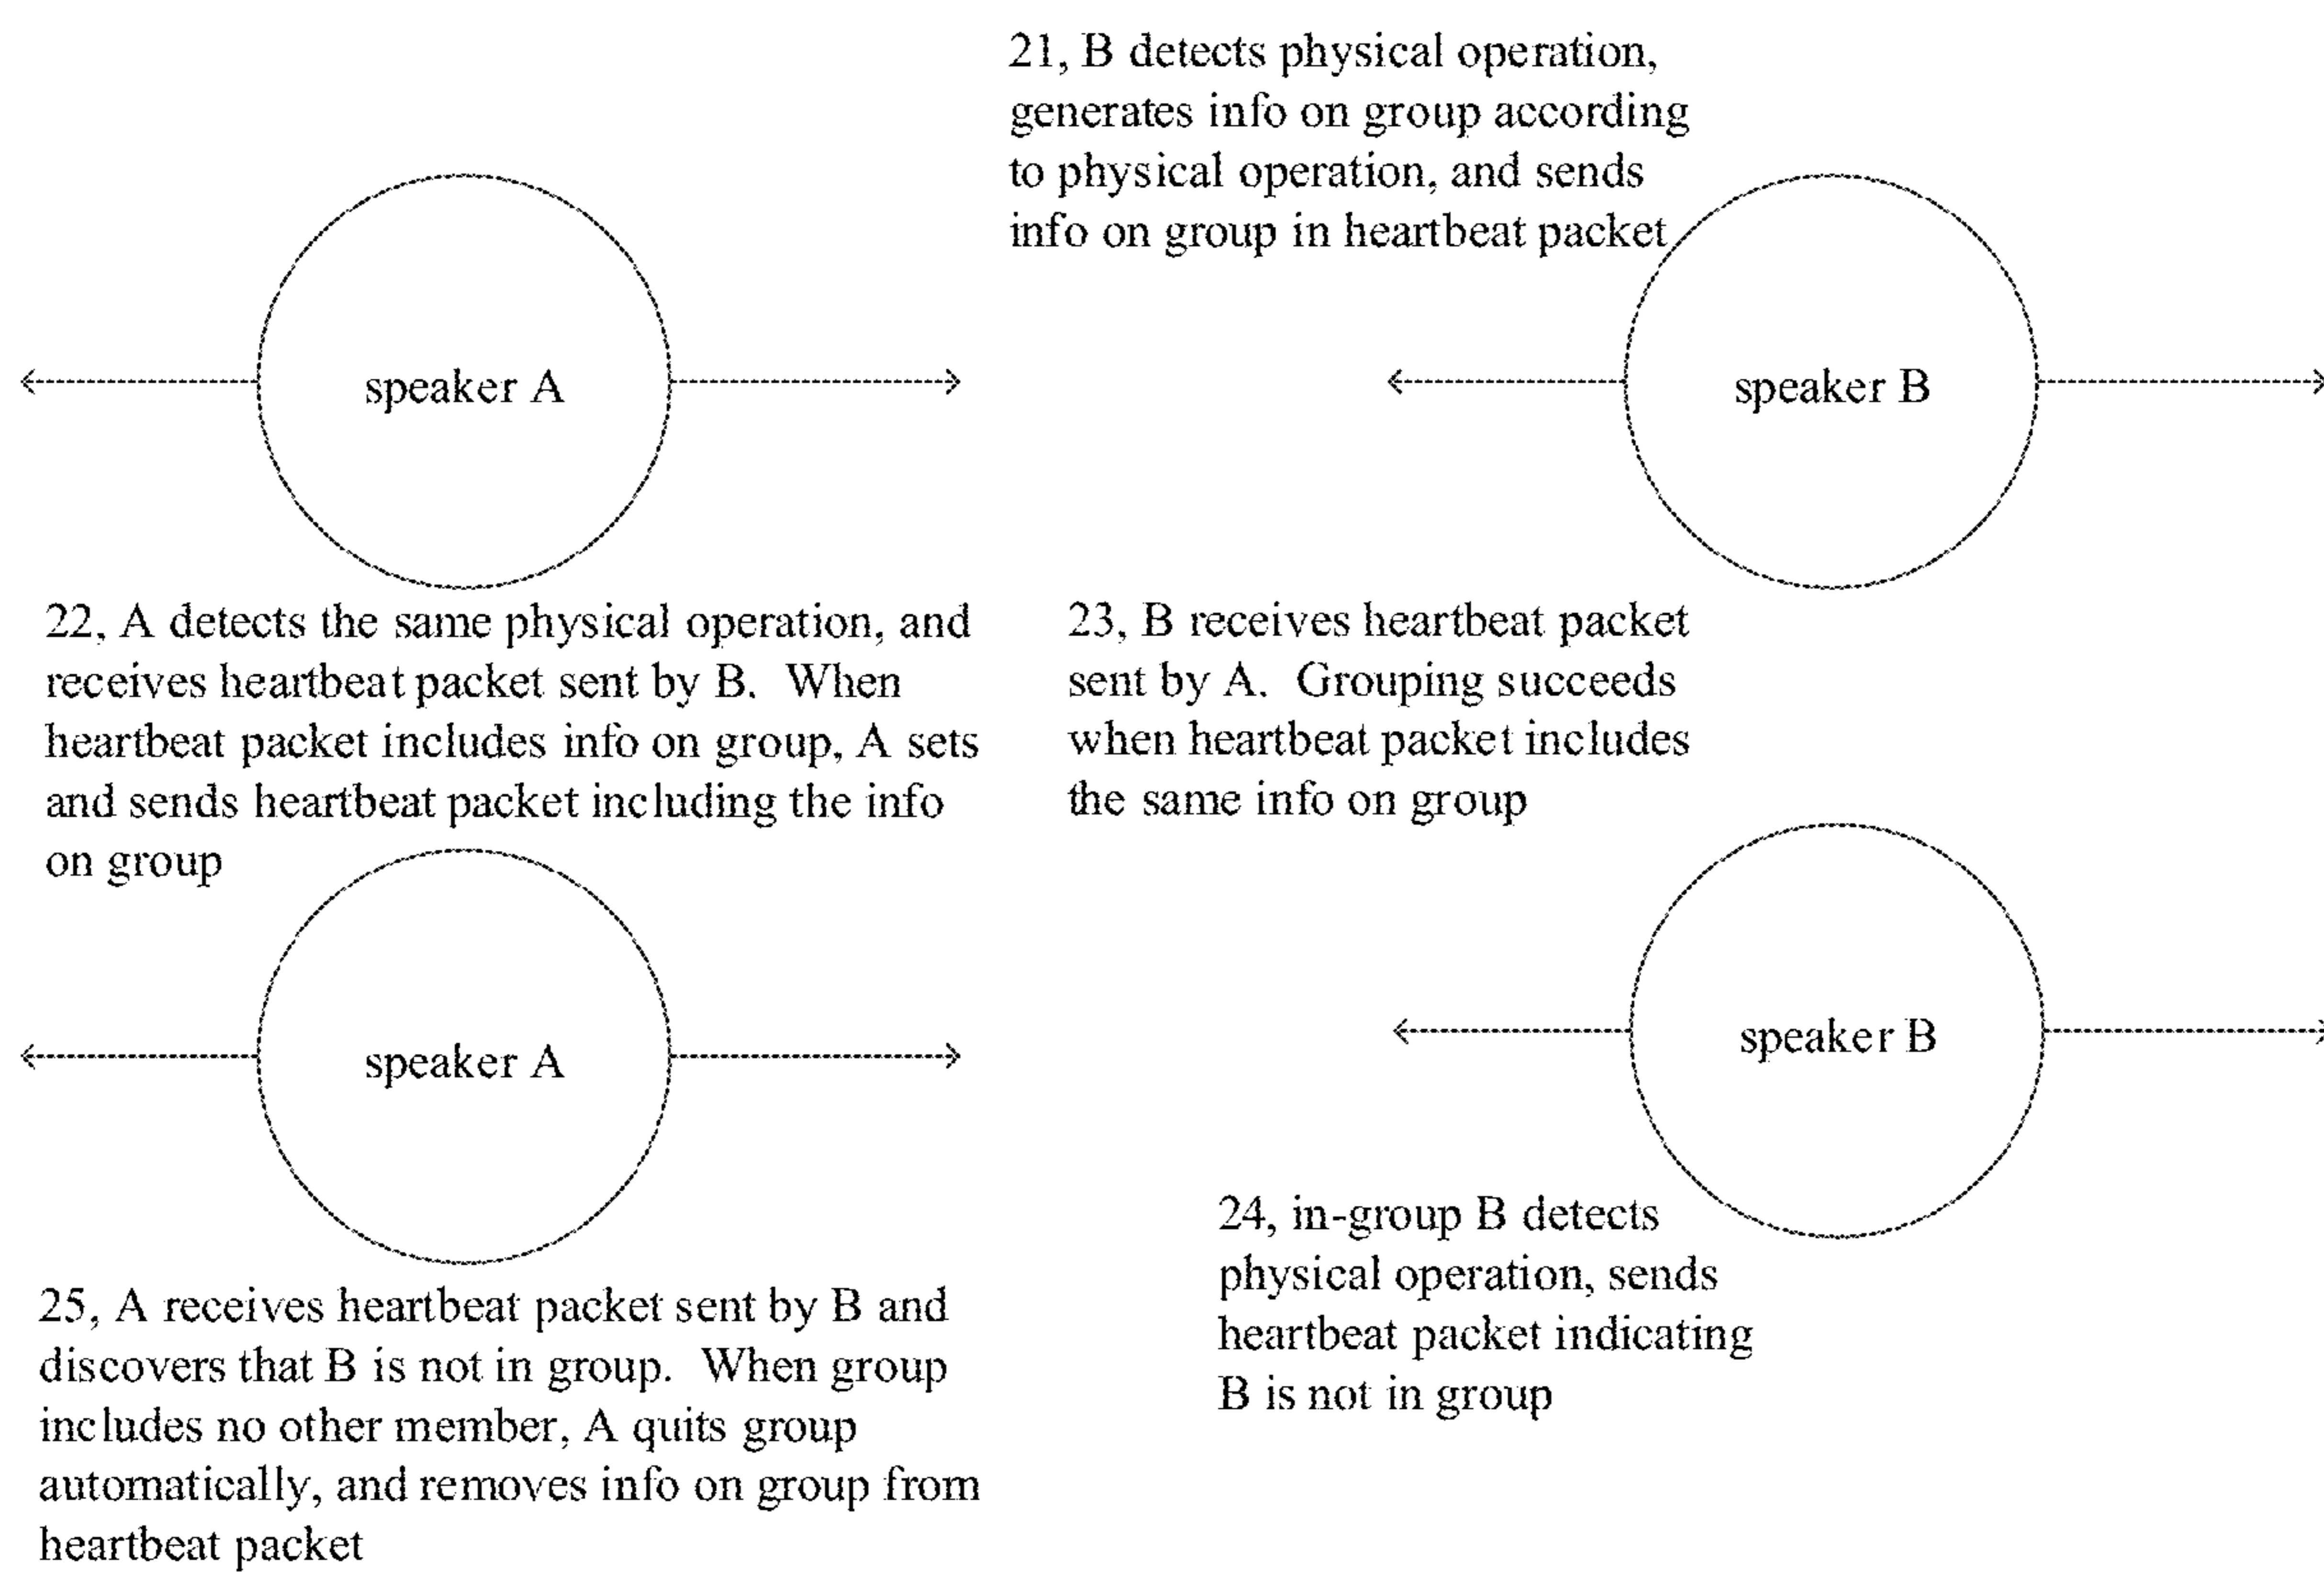 21, B detects physical operation,
generates info on group according
to physical operation, and sends
info on group in heartbeat packet
speaker A
speaker B
22, A detects the same physical operation, and
receives heartbeat packet sent by B. When
heartbeat packet includes info on group, A sets
and sends heartbeat packet including the info
on group
23, B receives heartbeat packet
sent by A. Grouping succeeds
when heartbeat packet includes
the same info on group
speaker A
speaker B
24, in-group B detects
physical operation, sends
heartbeat packet indicating
B is not in group
25, A receives heartbeat packet sent by B and
discovers that B is not in group. When group
includes no other member, A quits group
automatically, and removes info on group from
heartbeat packet